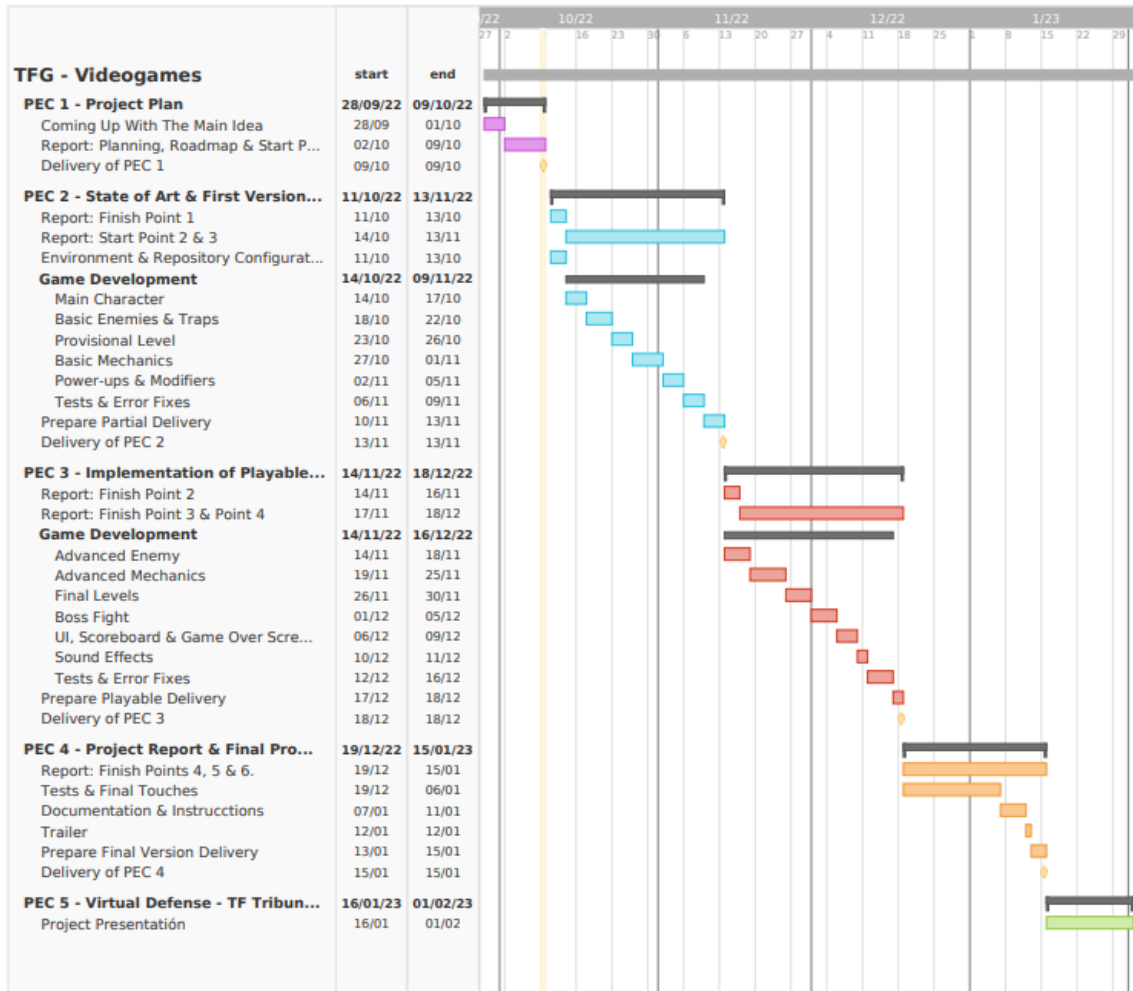 /22 10/22 11/22 12/22 1/23
27 2 16 23 30 6 13 20 27 4 11 18 25 1 8 15 22 29
TFG - Videogames start end
PEC 1 - Project Plan 28/09/22 09/10/22
Coming Up With The Main Idea 28/09 01/10
Report: Planning, Roadmap & Start P... 02/10 09/10
Delivery of PEC 1 09/10 09/10
PEC 2 - State of Art & First Version... 11/10/22 13/11/22
Report: Finish Point 1 11/10 13/10
Report: Start Point 2 & 3 14/10 13/11
Environment & Repository Configurat... 11/10 13/10
Game Development 14/10/22 09/11/22
Main Character 14/10 17/10
Basic Enemies & Traps 18/10 22/10
Provisional Level 23/10 26/10
Basic Mechanics 27/10 01/11
Power-ups & Modifiers 02/11 05/11
Tests & Error Fixes 06/11 09/11
Prepare Partial Delivery 10/11 13/11
Delivery of PEC 2 13/11 13/11
PEC 3 - Implementation of Playable... 14/11/22 18/12/22
Report: Finish Point 2 14/11 16/11
Report: Finish Point 3 & Point 4 17/11 18/12
Game Development 14/11/22 16/12/22
Advanced Enemy 14/11 18/11
Advanced Mechanics 19/11 25/11
Final Levels 26/11 30/11
Boss Fight 01/12 05/12
UI, Scoreboard & Game Over Scre... 06/12 09/12
Sound Effects 10/12 11/12
Tests & Error Fixes 12/12 16/12
Prepare Playable Delivery 17/12 18/12
Delivery of PEC 3 18/12 18/12
PEC 4 - Project Report & Final Pro... 19/12/22 15/01/23
Report: Finish Points 4, 5 & 6. 19/12 15/01
Tests & Final Touches 19/12 06/01
Documentation & Instrucctions 07/01 11/01
Trailer 12/01 12/01
Prepare Final Version Delivery 13/01 15/01
Delivery of PEC 4 15/01 15/01
PEC 5 - Virtual Defense - TF Tribun... 16/01/23 01/02/23
Project Presentatión 16/01 01/02